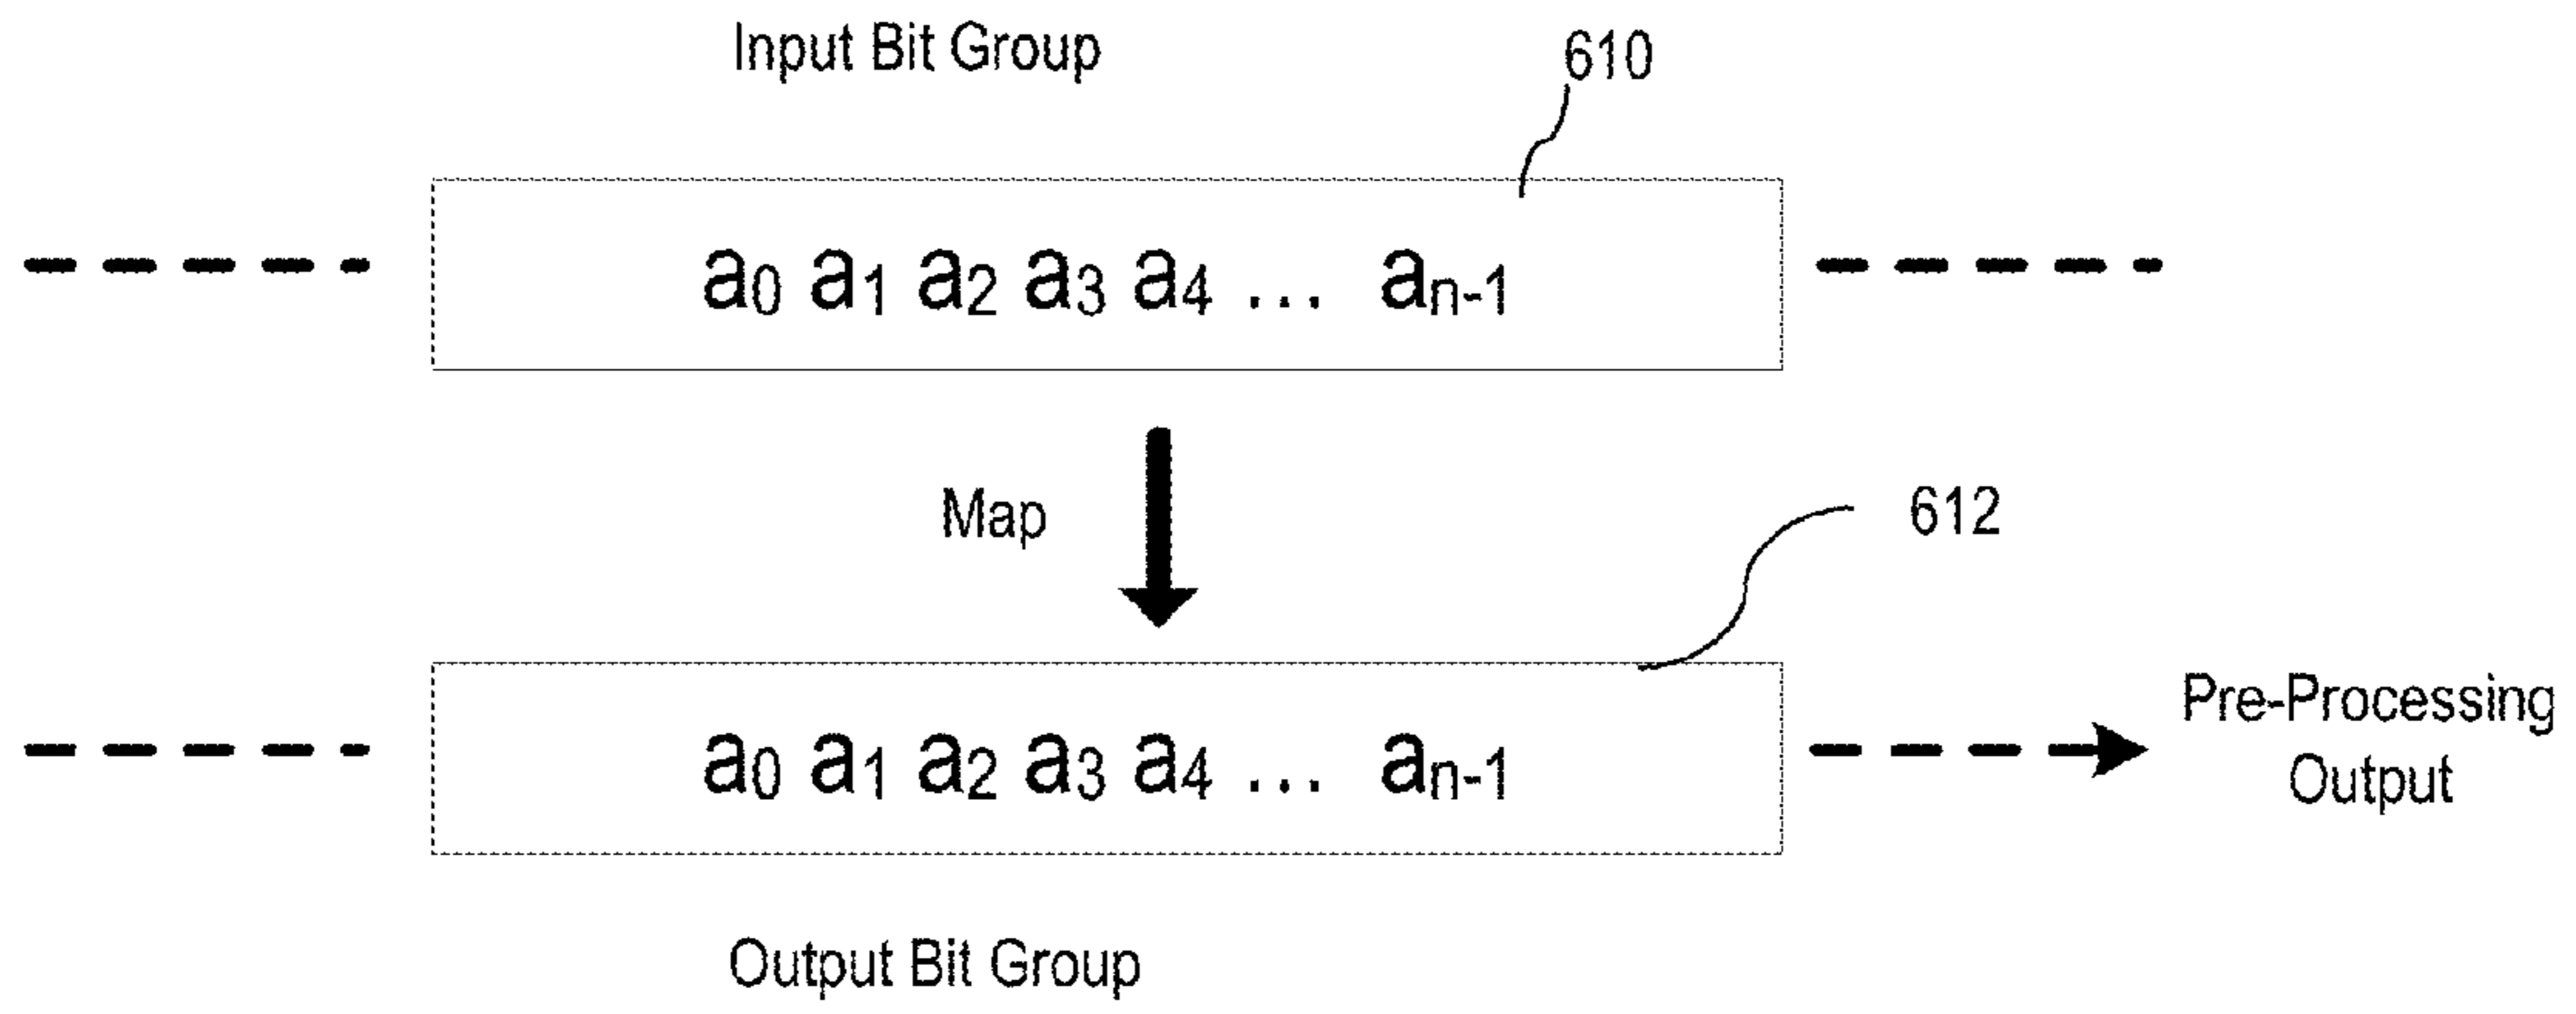 Input Bit Group
610
a₀ a₁ a₂ a₃ a₄ ... aₙ₋₁
Map
612
a₀ a₁ a₂ a₃ a₄ ... aₙ₋₁
Pre-Processing
Output
Output Bit Group